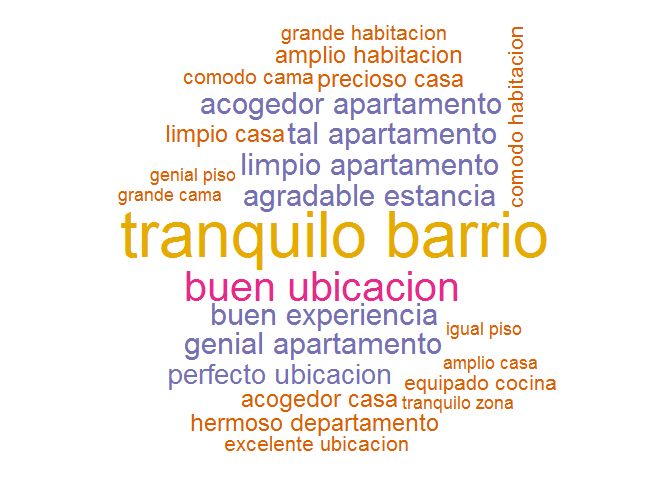 grande habitacion
amplio habitacion
comodo cama
precioso casa
comodo habitacion
acogedor apartamento
limpio casa
tal apartamento
limpio apartamento
genial piso
grande cama
agradable estancia
tranquilo barrio
buen ubicacion
buen experiencia
igual piso
genial apartamento
amplio casa
perfecto ubicacion
equipado cocina
acogedor casa
tranquilo zona
hermoso departamento
excelente ubicacion